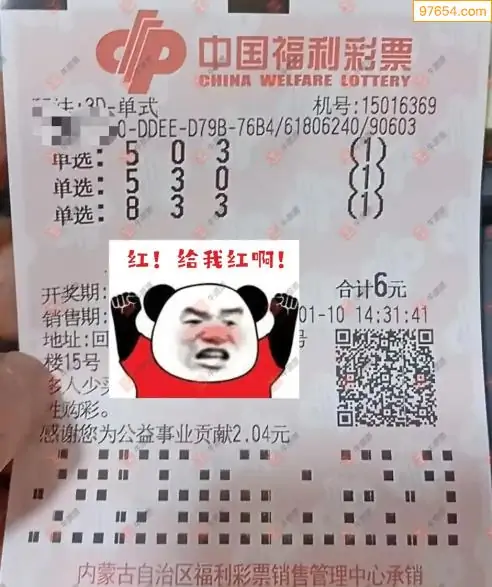 97654.com
中国福利彩票
CHINA WELFARE LOTTERY
:3D-单式
机号:15016369
0-DDEE-D79B-76B4/61806240/90603
单选: 5 0 3 (1)
单选: 5 3 0 (1)
单选: 8 3 3 (1)
红！给我红啊！
开奖期:
合计6元
销售期:
01-10 14:31:41
地址:回
号
楼15号
多人少买
性购彩。
感谢您为公益事业贡献2.04元
内蒙古自治区福利彩票销售管理中心承销